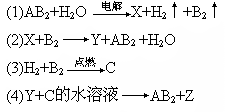 (1)AB₂+H₂O ——电解→ X+H₂↑+B₂↑
(2)X+B₂ ——→ Y+AB₂+H₂O
(3)H₂+B₂ ——点燃→ C
(4)Y+C的水溶液 ——→ AB₂+Z